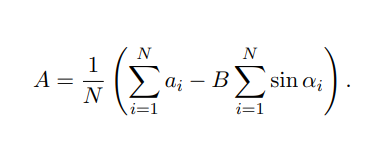 $$A = \frac{1}{N} \left( \sum_{i=1}^{N} a_i - B \sum_{i=1}^{N} \sin \alpha_i \right).$$